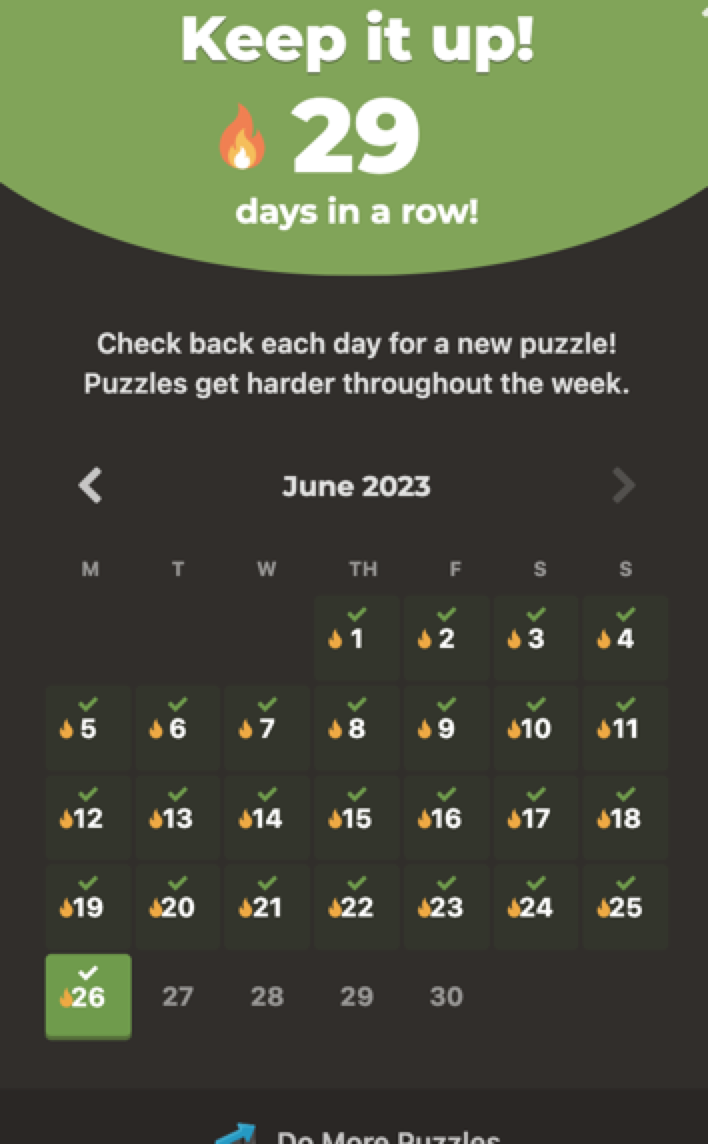 Keep it up!
29
days in a row!
Check back each day for a new puzzle!
Puzzles get harder throughout the week.
June 2023
M T W TH F S S
1 2 3 4
5 6 7 8 9 10 11
12 13 14 15 16 17 18
19 20 21 22 23 24 25
26 27 28 29 30
Do More Puzzles